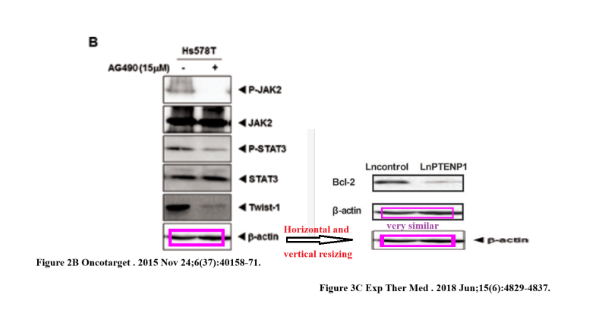 B
Hs578T
AG490 (15μM) - +
P-JAK2
JAK2
P-STAT3
STAT3
Twist-1
β-actin
Figure 2B Oncotarget . 2015 Nov 24;6(37):40158-71.
Horizontal and
vertical resizing
Lncontrol LnPTENP1
Bcl-2
β-actin
very similar
β-actin
Figure 3C Exp Ther Med . 2018 Jun;15(6):4829-4837.